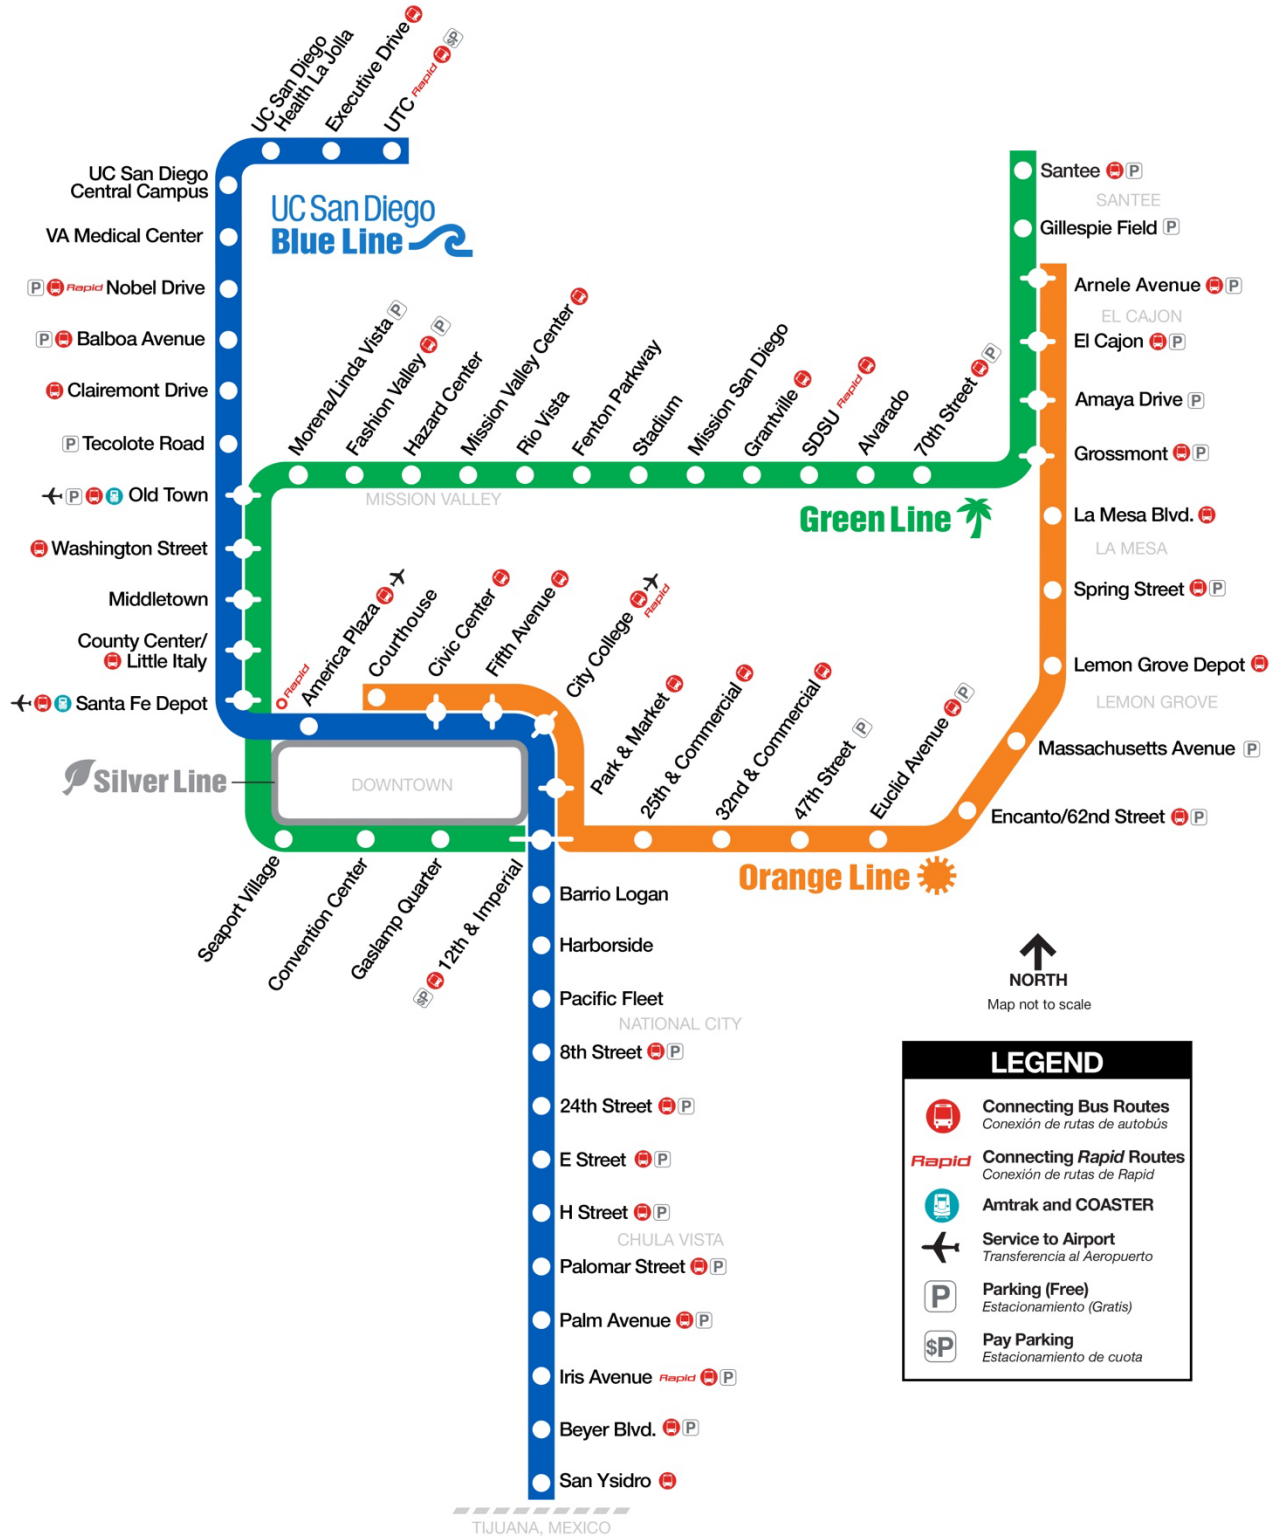 UC San Diego
Health La Jolla
Executive Drive
UTC Rapid $P
UC San Diego
Central Campus
VA Medical Center
P Rapid Nobel Drive
P Balboa Avenue
Clairemont Drive
P Tecolote Road
P Old Town
Washington Street
Middletown
County Center/
Little Italy
Santa Fe Depot
UC San Diego
Blue Line
Morena/Linda Vista P
Fashion Valley P
Hazard Center
Mission Valley Center
Rio Vista
Fenton Parkway
Stadium
Mission San Diego
Grantville
SDSU Rapid
Alvarado
70th Street P
MISSION VALLEY
Green Line
Santee P
SANTEE
Gillespie Field P
Arnele Avenue P
EL CAJON
El Cajon P
Amaya Drive P
Grossmont P
La Mesa Blvd.
LA MESA
Spring Street P
Lemon Grove Depot
LEMON GROVE
Massachusetts Avenue P
Encanto/62nd Street P
Rapid
America Plaza
Courthouse
Civic Center
Fifth Avenue
City College
Rapid
Park & Market
25th & Commercial
32nd & Commercial
47th Street P
Euclid Avenue P
Orange Line
Silver Line
DOWNTOWN
Seaport Village
Convention Center
Gaslamp Quarter
$P 12th & Imperial
Barrio Logan
Harborside
Pacific Fleet
NATIONAL CITY
8th Street P
24th Street P
E Street P
H Street P
CHULA VISTA
Palomar Street P
Palm Avenue P
Iris Avenue Rapid P
Beyer Blvd. P
San Ysidro
TIJUANA, MEXICO
NORTH
Map not to scale
LEGEND
Connecting Bus Routes
Conexión de rutas de autobús
Rapid Connecting Rapid Routes
Conexión de rutas de Rapid
Amtrak and COASTER
Service to Airport
Transferencia al Aeropuerto
P Parking (Free)
Estacionamiento (Gratis)
$P Pay Parking
Estacionamiento de cuota